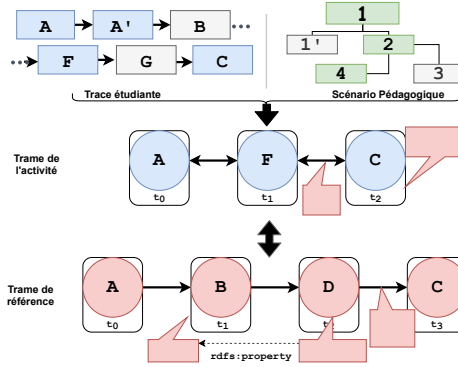 A A' B ...
... F G C
Trace étudiante
1
1' 2
4 3
Scénario Pédagogique
Trame de
l'activité
A F C
t0 t1 t2
Trame de
référence
A B D C
t0 t1 t3
rdfs:property